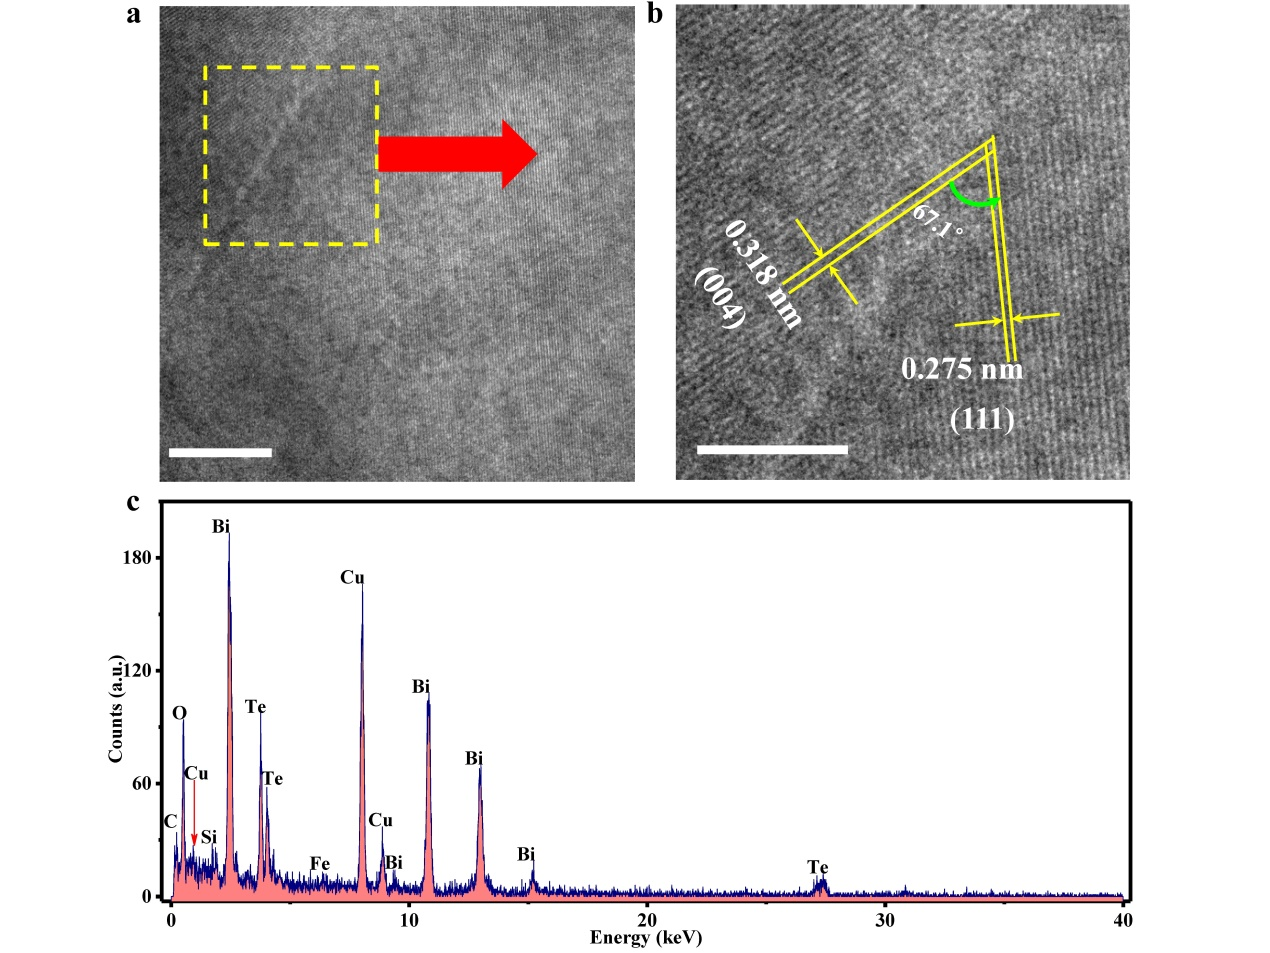 a
b
67.1°
0.318 nm
(004)
0.275 nm
(111)
c
Bi
180
Cu
120
Bi
Te
O
Bi
Cu
Te
60
C
Cu
Si
Fe
Bi
Bi
Te
0
0
10
20
30
40
Counts (a.u.)
Energy (keV)